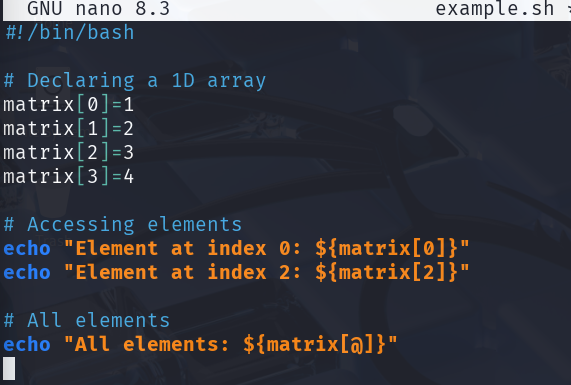 GNU nano 8.3 example.sh *
#!/bin/bash
# Declaring a 1D array
matrix[0]=1
matrix[1]=2
matrix[2]=3
matrix[3]=4
# Accessing elements
echo "Element at index 0: ${matrix[0]}"
echo "Element at index 2: ${matrix[2]}"
# All elements
echo "All elements: ${matrix[@]}"